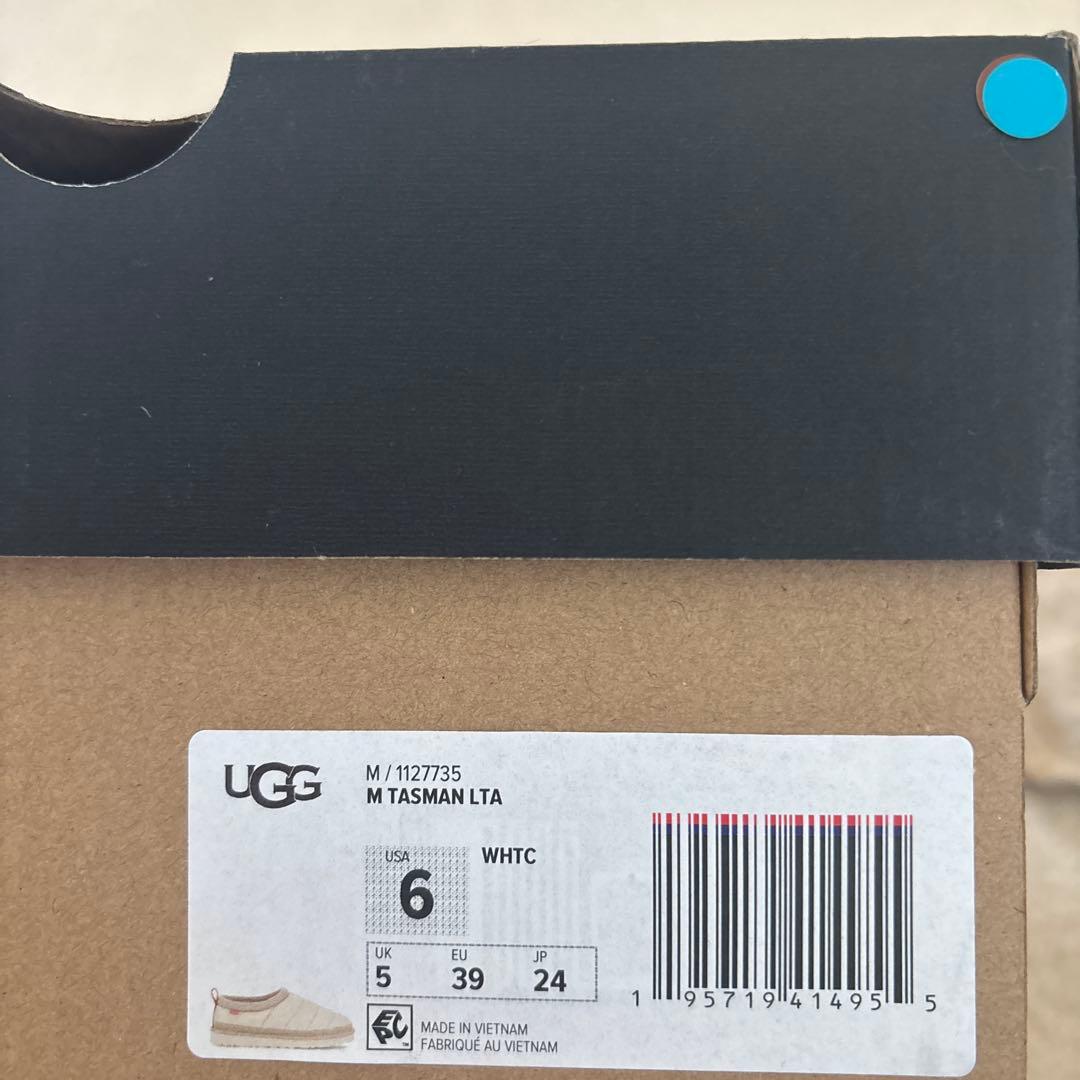 UGG
M / 1127735
M TASMAN LTA
USA
6
WHTC
UK EU JP
5 39 24
1 95719 41495 5
EPC™
MADE IN VIETNAM
FABRIQUÉ AU VIETNAM